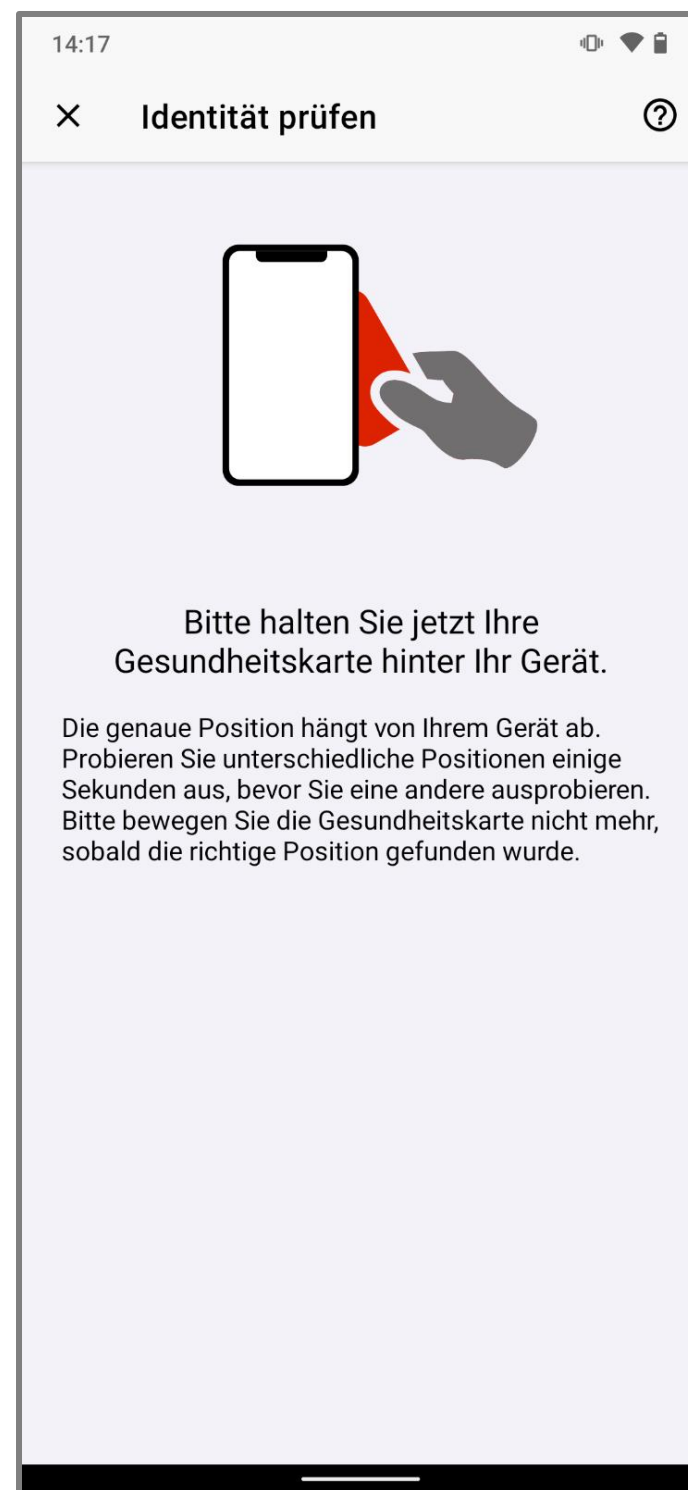 14:17
Identität prüfen
Bitte halten Sie jetzt Ihre
Gesundheitskarte hinter Ihr Gerät.
Die genaue Position hängt von Ihrem Gerät ab.
Probieren Sie unterschiedliche Positionen einige
Sekunden aus, bevor Sie eine andere ausprobieren.
Bitte bewegen Sie die Gesundheitskarte nicht mehr,
sobald die richtige Position gefunden wurde.